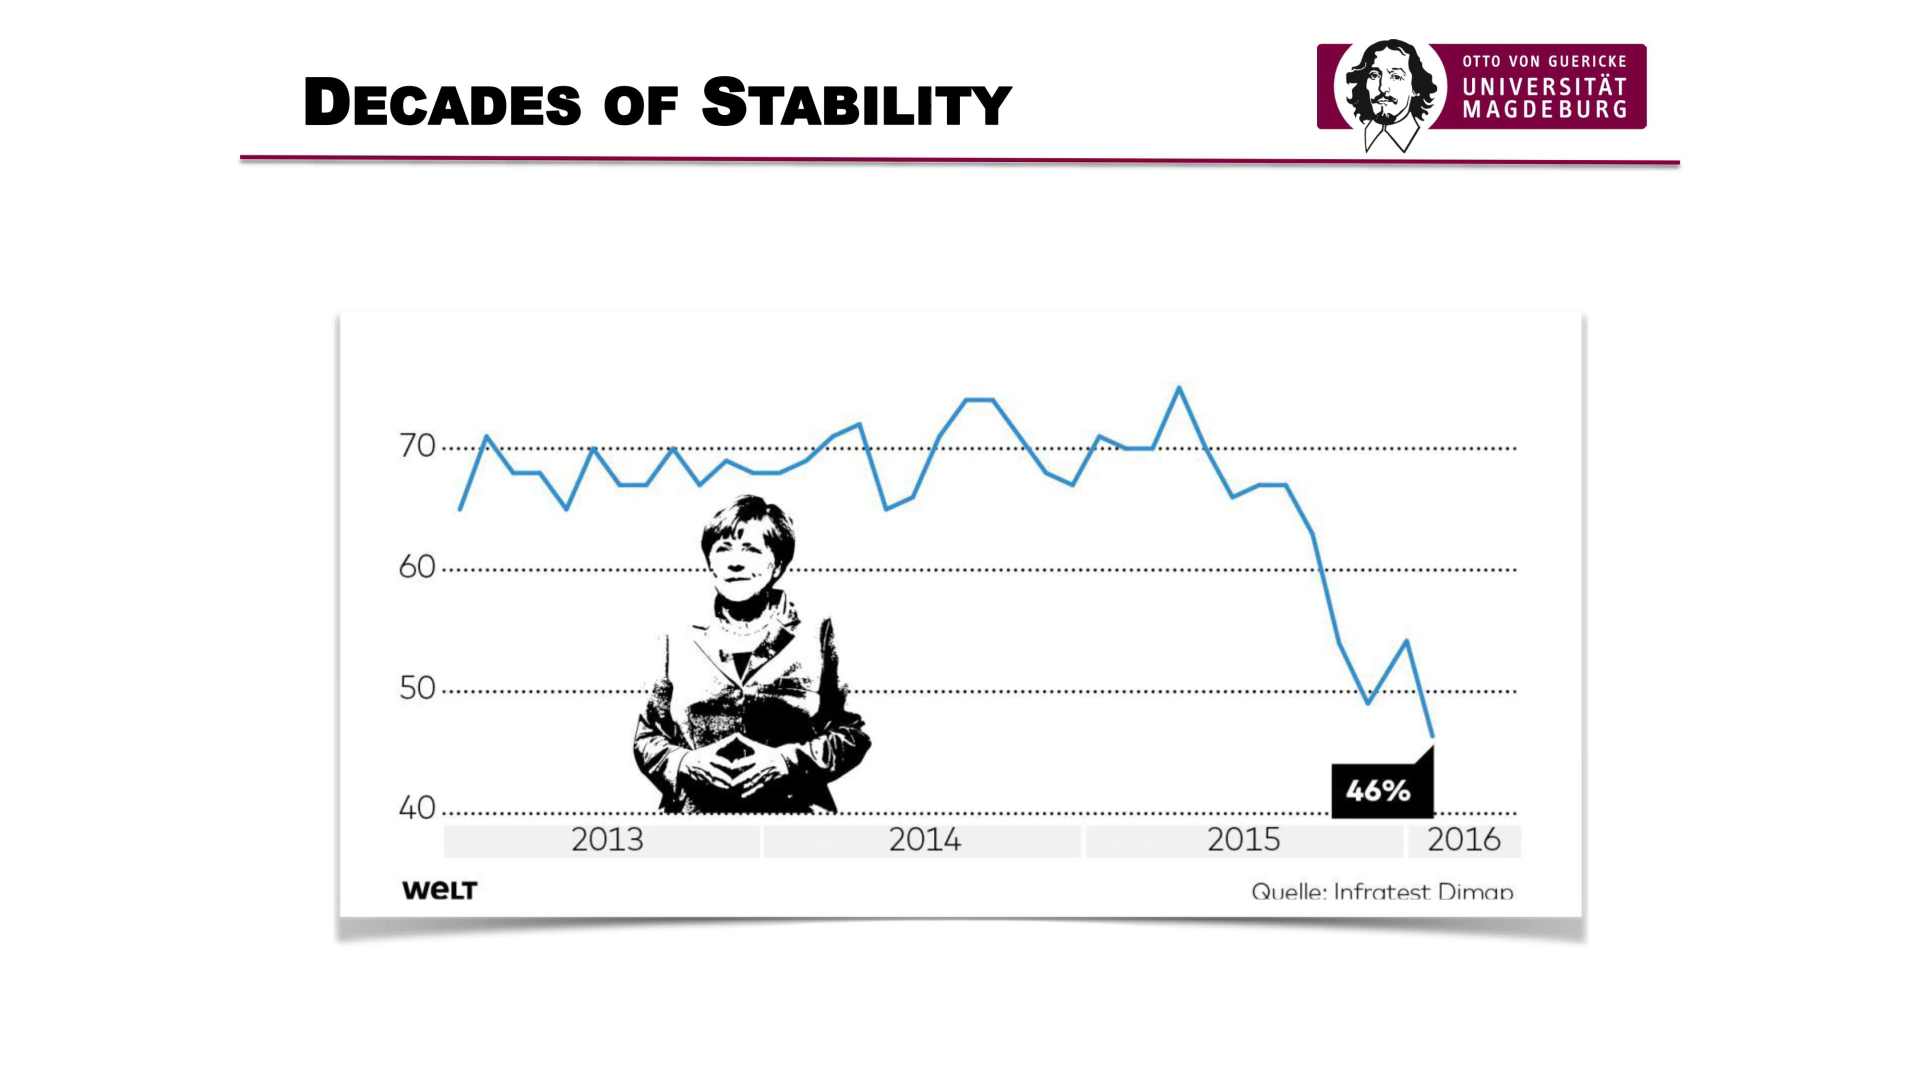 DECADES OF STABILITY
OTTO VON GUERICKE
UNIVERSITÄT
MAGDEBURG
70
60
50
40
46%
2013 2014 2015 2016
WELT
Quelle: Infratest Dimap